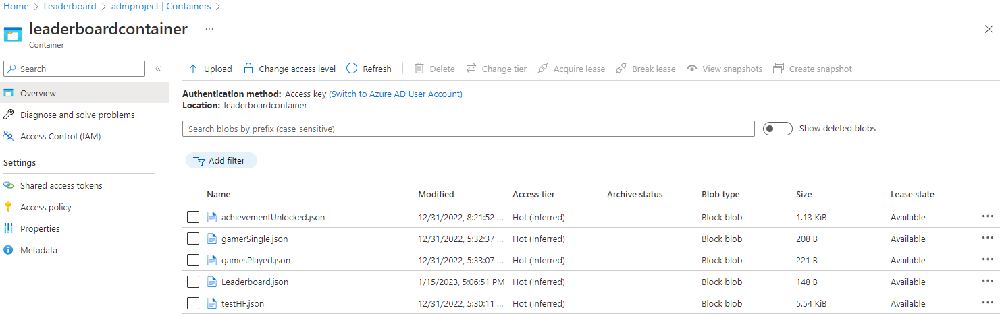 Home > Leaderboard > admproject | Containers >
leaderboardcontainer ...
Container
Search «
Overview
Diagnose and solve problems
Access Control (IAM)
Settings
Shared access tokens
Access policy
Properties
Metadata
Upload Change access level Refresh Delete Change tier Acquire lease Break lease View snapshots Create snapshot
Authentication method: Access key (Switch to Azure AD User Account)
Location: leaderboardcontainer
Search blobs by prefix (case-sensitive) Show deleted blobs
Add filter
Name Modified Access tier Archive status Blob type Size Lease state
achievementUnlocked.json 12/31/2022, 8:21:52 ... Hot (Inferred) Block blob 1.13 KiB Available ...
gamerSingle.json 12/31/2022, 5:32:37 ... Hot (Inferred) Block blob 208 B Available ...
gamesPlayed.json 12/31/2022, 5:33:07 ... Hot (Inferred) Block blob 221 B Available ...
Leaderboard.json 1/15/2023, 5:06:51 PM Hot (Inferred) Block blob 148 B Available ...
testHF.json 12/31/2022, 5:30:11 ... Hot (Inferred) Block blob 5.54 KiB Available ...